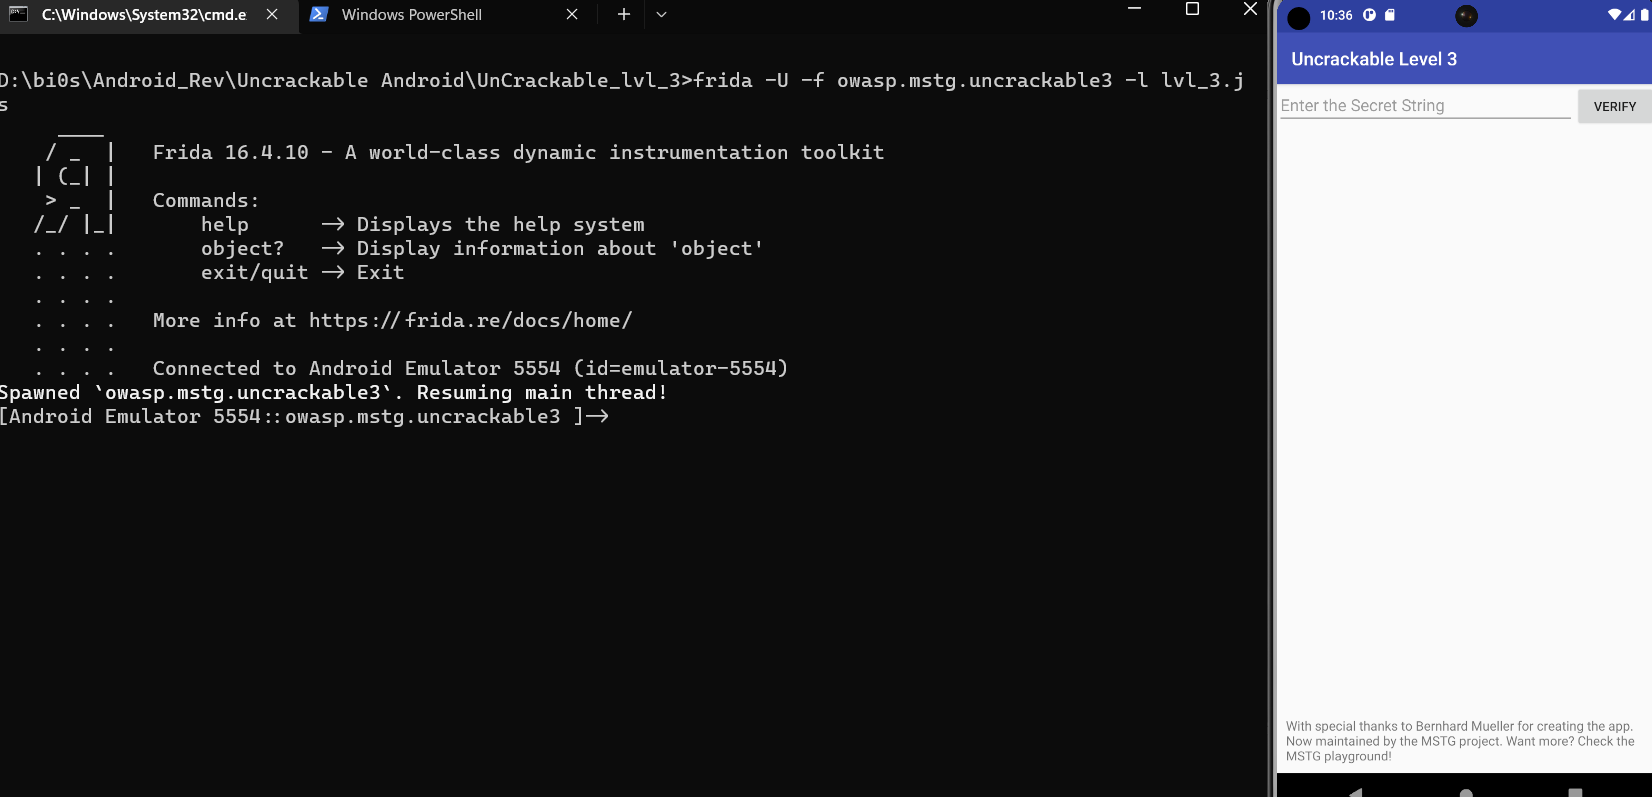 C:\Windows\System32\cmd.e
Windows PowerShell
D:\bi0s\Android_Rev\Uncrackable Android\UnCrackable_lvl_3>frida -U -f owasp.mstg.uncrackable3 -l lvl_3.j
s
____
/ _  |   Frida 16.4.10 - A world-class dynamic instrumentation toolkit
| (_| |
> _  |   Commands:
/_/ |_|       help      --> Displays the help system
. . . .       object?   --> Display information about 'object'
. . . .       exit/quit --> Exit
. . . .
. . . .   More info at https://frida.re/docs/home/
. . . .
. . . .   Connected to Android Emulator 5554 (id=emulator-5554)
Spawned `owasp.mstg.uncrackable3`. Resuming main thread!
[Android Emulator 5554::owasp.mstg.uncrackable3 ]-->
10:36
Uncrackable Level 3
Enter the Secret String
VERIFY
With special thanks to Bernhard Mueller for creating the app.
Now maintained by the MSTG project. Want more? Check the
MSTG playground!